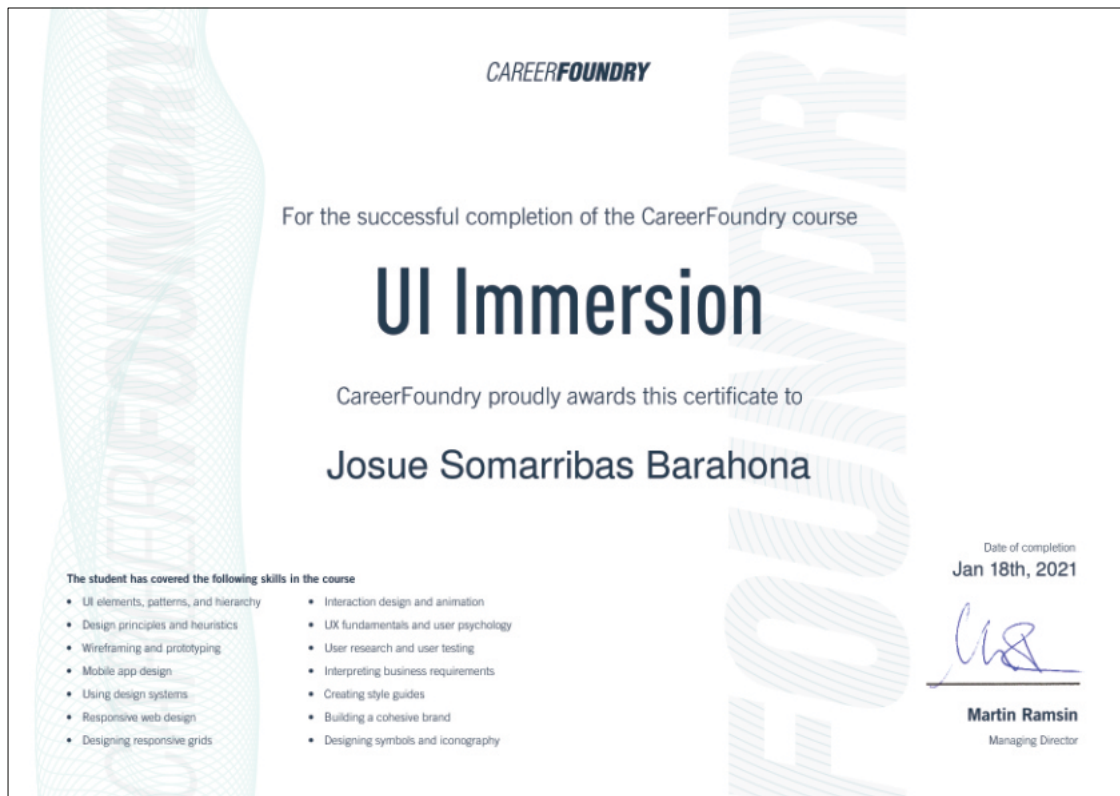 CAREERFOUNDRY
For the successful completion of the CareerFoundry course
UI Immersion
CareerFoundry proudly awards this certificate to
Josue Somarribas Barahona
The student has covered the following skills in the course
• UI elements, patterns, and hierarchy
• Design principles and heuristics
• Wireframing and prototyping
• Mobile app design
• Using design systems
• Responsive web design
• Designing responsive grids
• Interaction design and animation
• UX fundamentals and user psychology
• User research and user testing
• Interpreting business requirements
• Creating style guides
• Building a cohesive brand
• Designing symbols and iconography
Date of completion
Jan 18th, 2021
Martin Ramsin
Managing Director
CAREERFOUNDRY
FOUNDRY